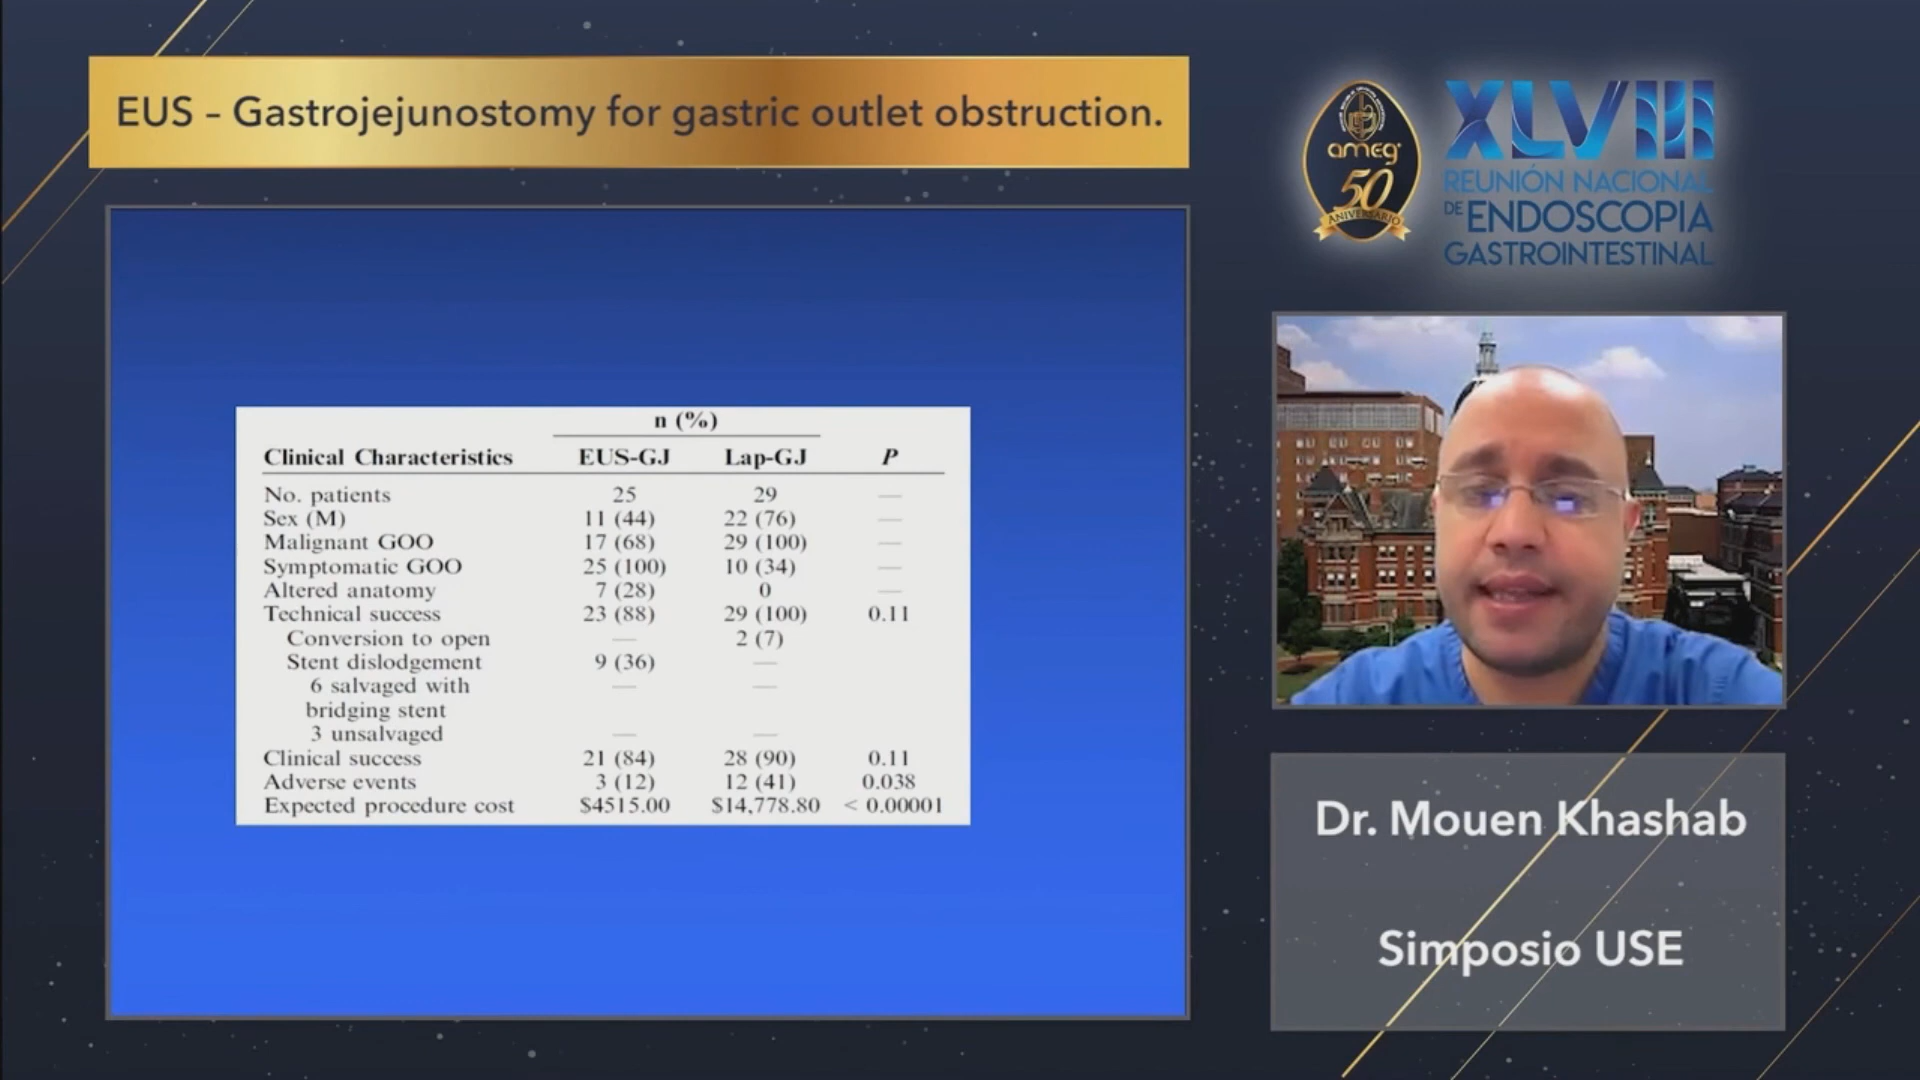 EUS – Gastrojejunostomy for gastric outlet obstruction.
ameg
50
ANIVERSARIO
XLVIII
REUNIÓN NACIONAL
DE ENDOSCOPIA
GASTROINTESTINAL
n (%)
Clinical Characteristics EUS-GJ Lap-GJ P
No. patients 25 29 —
Sex (M) 11 (44) 22 (76) —
Malignant GOO 17 (68) 29 (100) —
Symptomatic GOO 25 (100) 10 (34) —
Altered anatomy 7 (28) 0 —
Technical success 23 (88) 29 (100) 0.11
Conversion to open — 2 (7)
Stent dislodgement 9 (36) —
6 salvaged with — —
bridging stent
3 unsalvaged — —
Clinical success 21 (84) 28 (90) 0.11
Adverse events 3 (12) 12 (41) 0.038
Expected procedure cost $4515.00 $14,778.80 < 0.00001
Dr. Mouen Khashab
Simposio USE